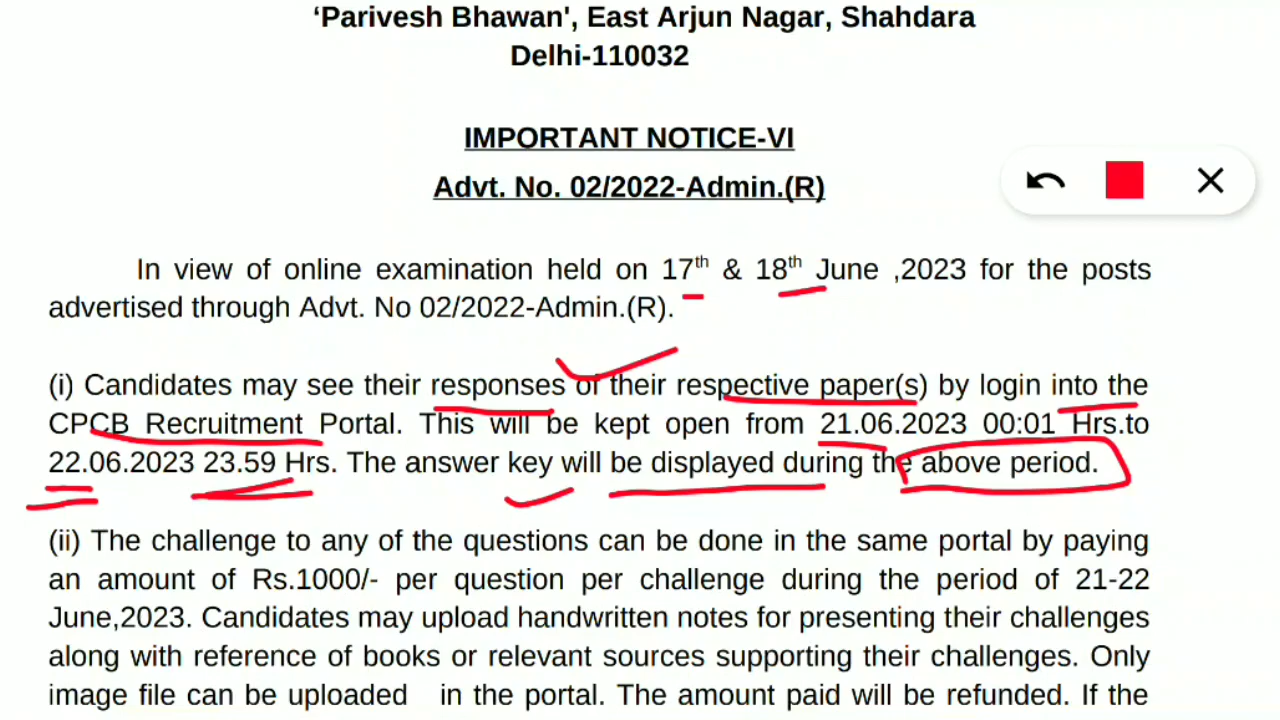 ‘Parivesh Bhawan', East Arjun Nagar, Shahdara
Delhi-110032
IMPORTANT NOTICE-VI
Advt. No. 02/2022-Admin.(R)
In view of online examination held on 17th & 18th June ,2023 for the posts
advertised through Advt. No 02/2022-Admin.(R).
(i) Candidates may see their responses of their respective paper(s) by login into the
CPCB Recruitment Portal. This will be kept open from 21.06.2023 00:01 Hrs.to
22.06.2023 23.59 Hrs. The answer key will be displayed during the above period.
(ii) The challenge to any of the questions can be done in the same portal by paying
an amount of Rs.1000/- per question per challenge during the period of 21-22
June,2023. Candidates may upload handwritten notes for presenting their challenges
along with reference of books or relevant sources supporting their challenges. Only
image file can be uploaded in the portal. The amount paid will be refunded. If the